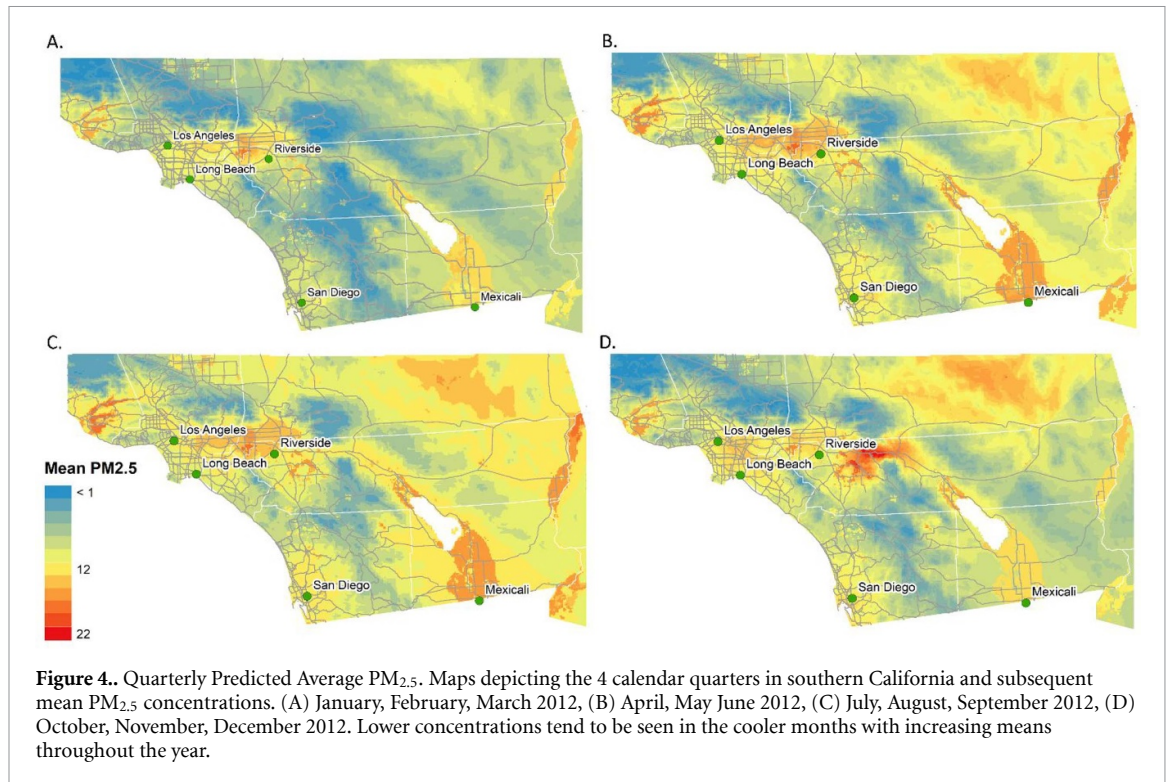 A.
Los Angeles
Riverside
Long Beach
San Diego
Mexicali
B.
Los Angeles
Riverside
Long Beach
San Diego
Mexicali
C.
Los Angeles
Riverside
Long Beach
San Diego
Mexicali
Mean PM2.5
< 1
12
22
D.
Los Angeles
Riverside
Long Beach
San Diego
Mexicali
Figure 4.. Quarterly Predicted Average PM2.5. Maps depicting the 4 calendar quarters in southern California and subsequent
mean PM2.5 concentrations. (A) January, February, March 2012, (B) April, May June 2012, (C) July, August, September 2012, (D)
October, November, December 2012. Lower concentrations tend to be seen in the cooler months with increasing means
throughout the year.